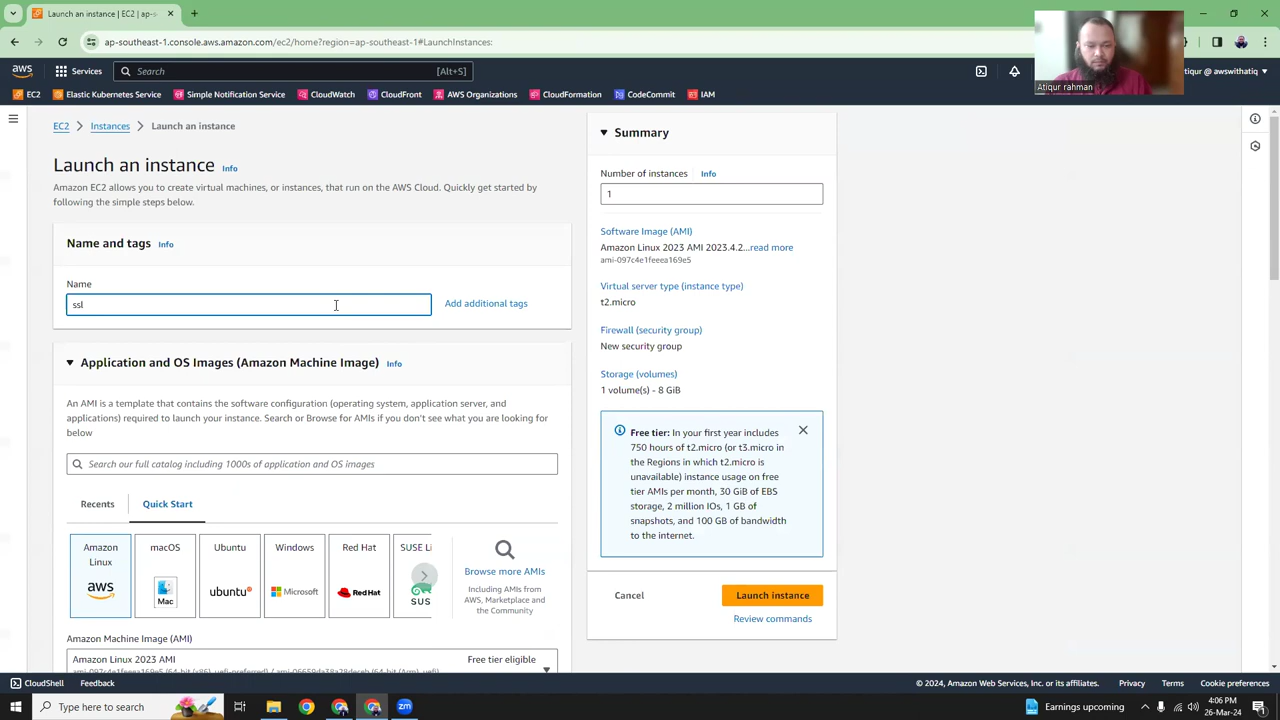 Launch an instance | EC2 | ap-s
ap-southeast-1.console.aws.amazon.com/ec2/home?region=ap-southeast-1#LaunchInstances:
Atiqur rahman
aws
Services
Search
[Alt+S]
tiqur @ awswithatiq
EC2
Elastic Kubernetes Service
Simple Notification Service
CloudWatch
CloudFront
AWS Organizations
CloudFormation
CodeCommit
IAM
EC2
Instances
Launch an instance
Launch an instance Info
Amazon EC2 allows you to create virtual machines, or instances, that run on the AWS Cloud. Quickly get started by
following the simple steps below.
Name and tags Info
Name
ssl
Add additional tags
Application and OS Images (Amazon Machine Image) Info
An AMI is a template that contains the software configuration (operating system, application server, and
applications) required to launch your instance. Search or Browse for AMIs if you don't see what you are looking for
below
Search our full catalog including 1000s of application and OS images
Recents
Quick Start
Amazon
Linux
aws
macOS
Mac
Ubuntu
ubuntu
Windows
Microsoft
Red Hat
Red Hat
SUSE Li
SUS
Browse more AMIs
Including AMIs from
AWS, Marketplace and
the Community
Amazon Machine Image (AMI)
Amazon Linux 2023 AMI
Free tier eligible
Summary
Number of instances Info
1
Software Image (AMI)
Amazon Linux 2023 AMI 2023.4.2...read more
ami-097c4e1feeea169e5
Virtual server type (instance type)
t2.micro
Firewall (security group)
New security group
Storage (volumes)
1 volume(s) - 8 GiB
Free tier: In your first year includes
750 hours of t2.micro (or t3.micro in
the Regions in which t2.micro is
unavailable) instance usage on free
tier AMIs per month, 30 GiB of EBS
storage, 2 million IOs, 1 GB of
snapshots, and 100 GB of bandwidth
to the internet.
Cancel
Launch instance
Review commands
CloudShell
Feedback
© 2024, Amazon Web Services, Inc. or its affiliates.
Privacy
Terms
Cookie preferences
Type here to search
zm
Earnings upcoming
4:06 PM
26-Mar-24